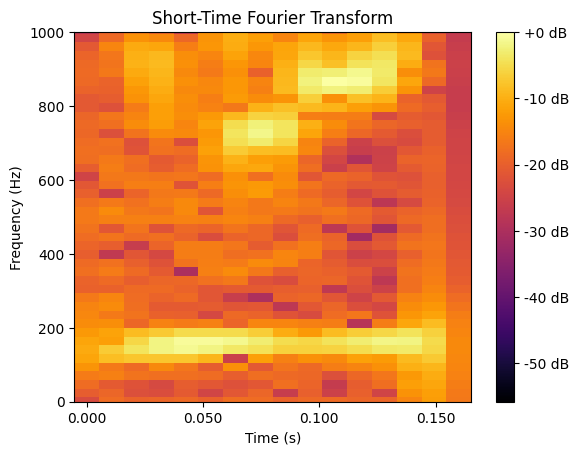 Short-Time Fourier Transform
1000
800
600
400
200
0
Frequency (Hz)
0.000
0.050
0.100
0.150
Time (s)
+0 dB
-10 dB
-20 dB
-30 dB
-40 dB
-50 dB